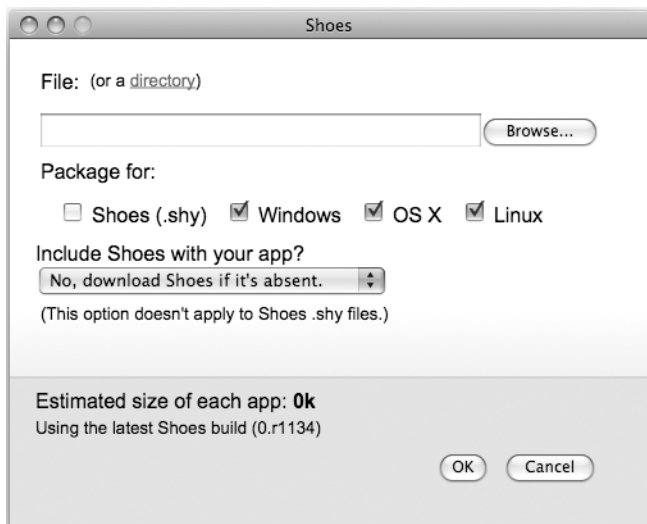 Shoes
File: (or a directory)
Browse...
Package for:
Shoes (.shy) Windows OS X Linux
Include Shoes with your app?
No, download Shoes if it's absent.
(This option doesn't apply to Shoes .shy files.)
Estimated size of each app: 0k
Using the latest Shoes build (0.r1134)
OK Cancel